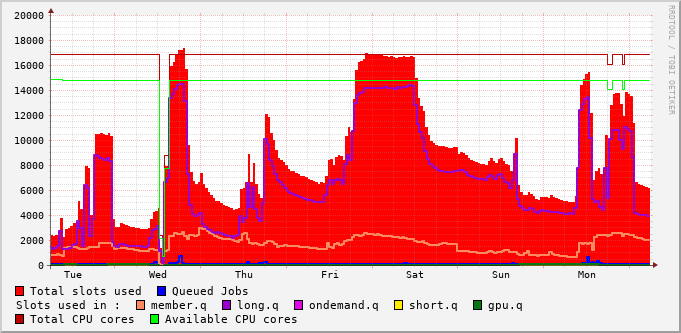 20000
18000
16000
14000
12000
10000
8000
6000
4000
2000
0
Tue Wed Thu Fri Sat Sun Mon
Total slots used Queued Jobs
Slots used in : member.q long.q ondemand.q short.q gpu.q
Total CPU cores Available CPU cores
RRDTOOL / TOBI OETIKER